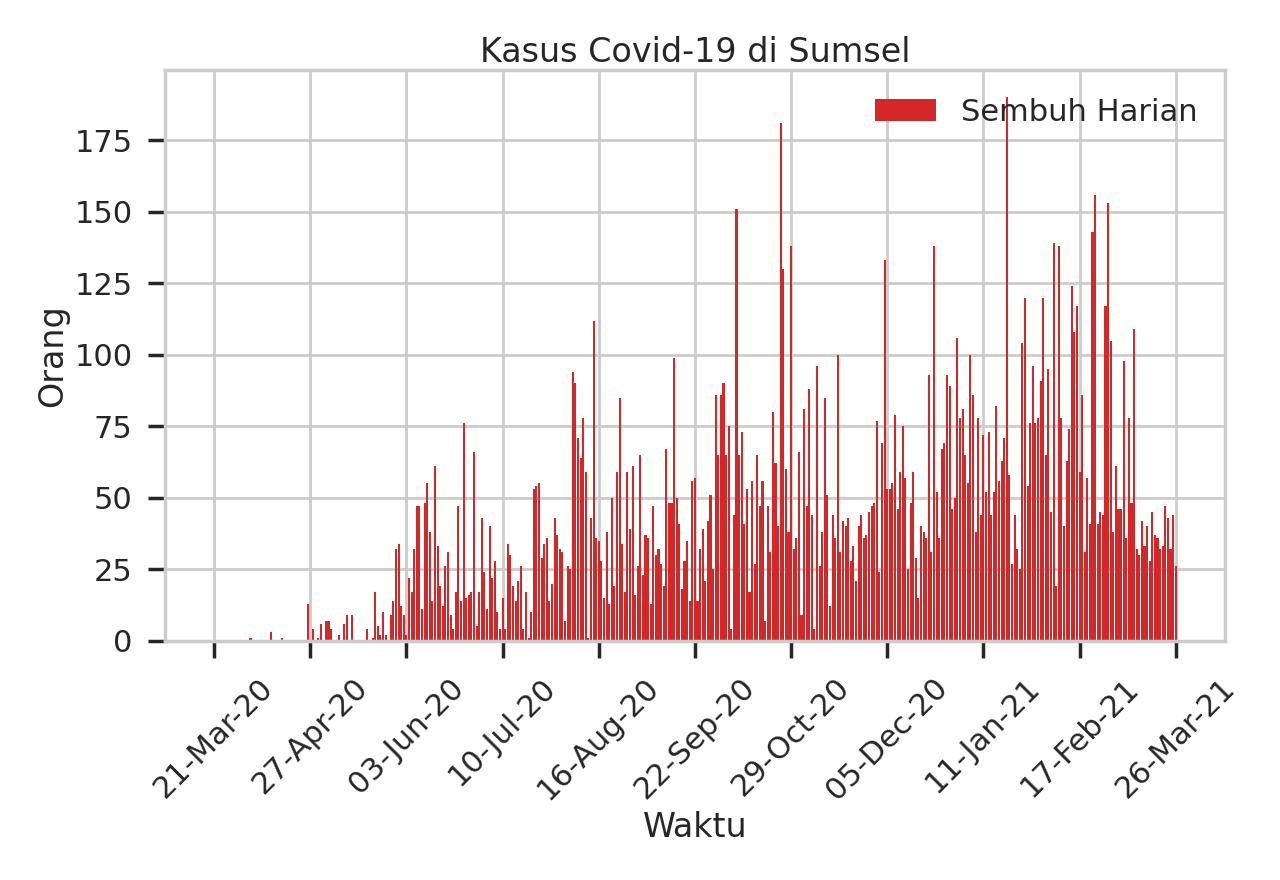 Kasus Covid-19 di Sumsel
Sembuh Harian
Orang
175
150
125
100
75
50
25
0
21-Mar-20
27-Apr-20
03-Jun-20
10-Jul-20
16-Aug-20
22-Sep-20
29-Oct-20
05-Dec-20
11-Jan-21
17-Feb-21
26-Mar-21
Waktu